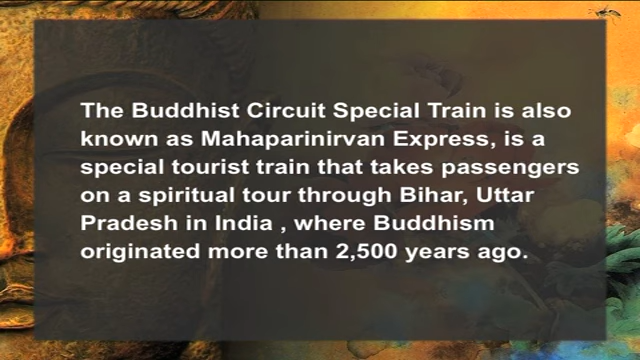 The Buddhist Circuit Special Train is also
known as Mahaparinirvan Express, is a
special tourist train that takes passengers
on a spiritual tour through Bihar, Uttar
Pradesh in India , where Buddhism
originated more than 2,500 years ago.